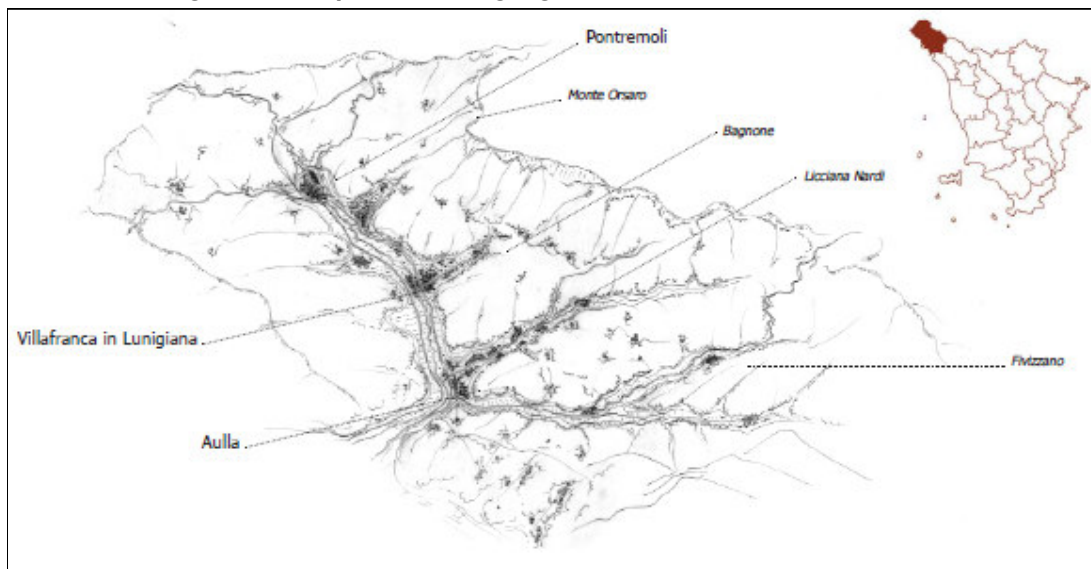 Pontremoli
Monte Orsaro
Bagnone
Licciana Nardi
Villafranca in Lunigiana
Fivizzano
Aulla